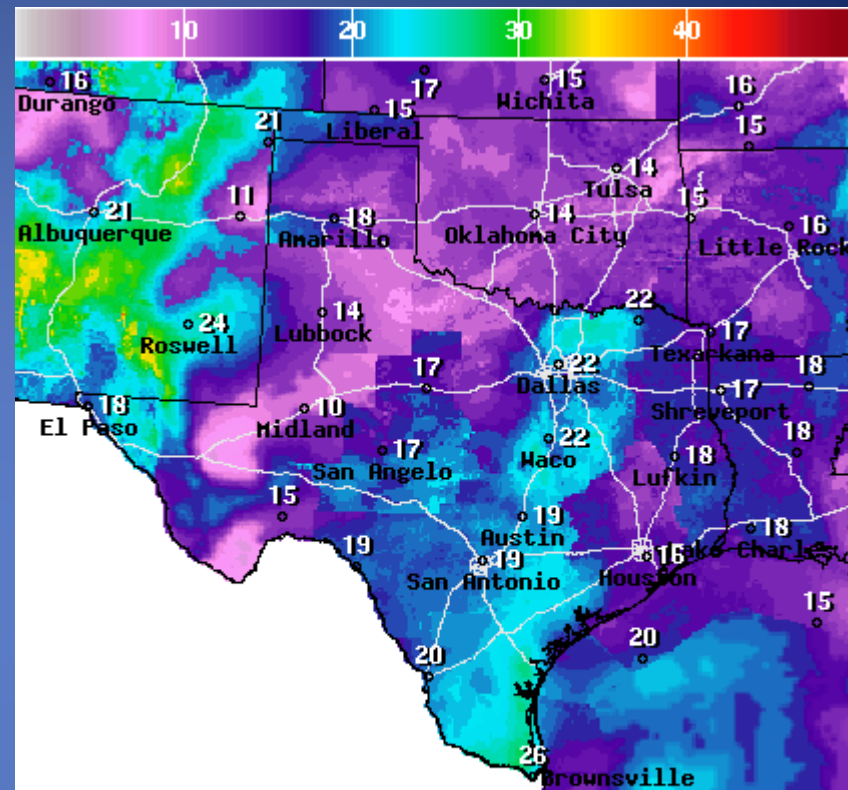 10 20 30 40
16
Durango
17
15
Wichita
16
15
Liberal
21
15
14
Tulsa
21
Albuquerque
11
18
Amarillo
14
Oklahoma City
15
16
Little Rock
24
Roswell
14
Lubbock
22
17
Texarkana
22
Dallas
17
17
Shreveport
18
18
El Paso
10
Midland
17
San Angelo
22
Waco
18
Lufkin
18
15
19
Austin
18
Lake Charl
19
19
San Antonio
16
Houston
15
20
20
26
Brownsville